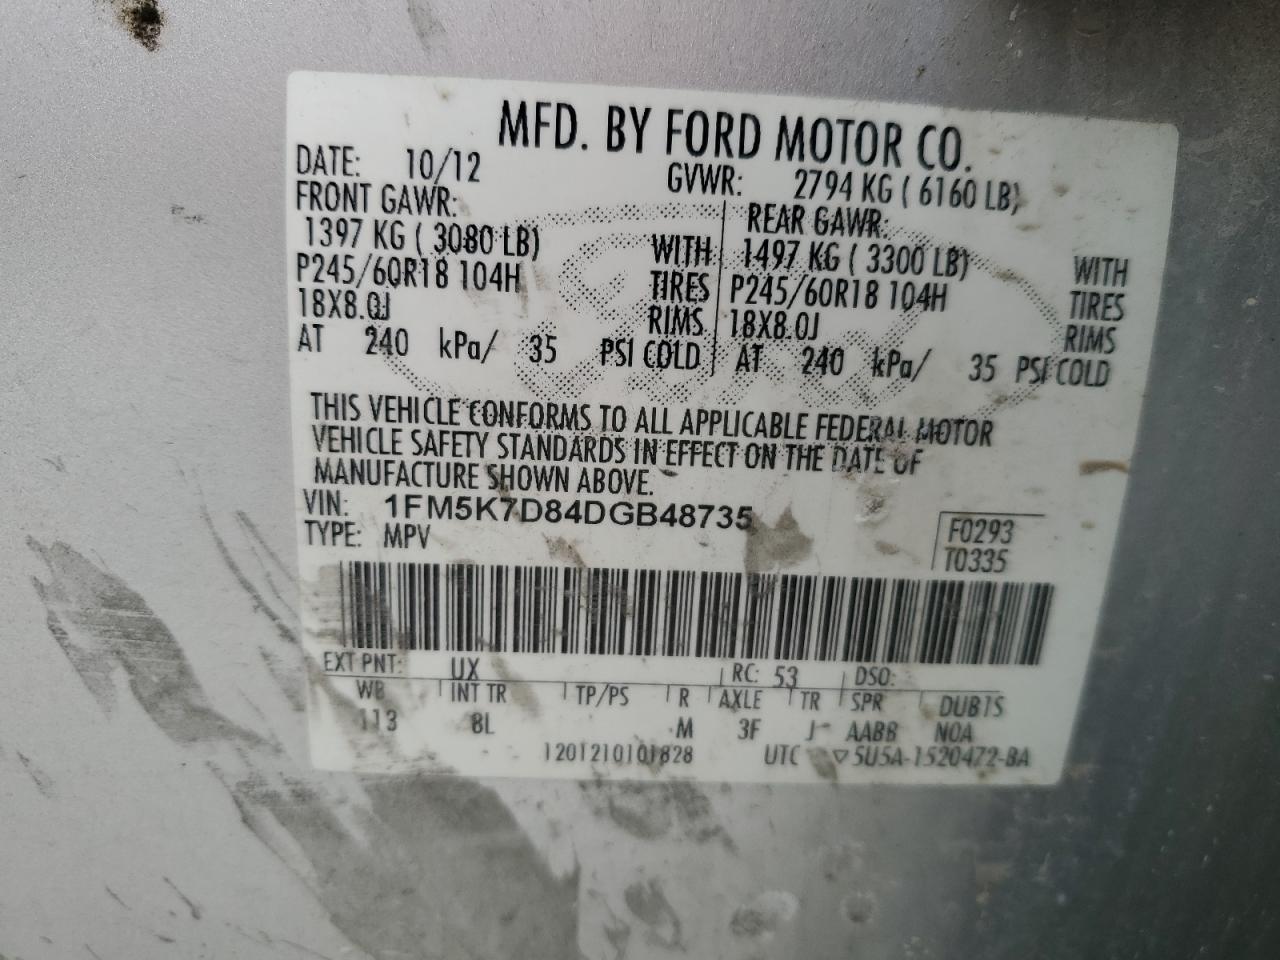 MFD. BY FORD MOTOR CO.
DATE: 10/12 GVWR: 2794 KG ( 6160 LB)
FRONT GAWR: REAR GAWR:
1397 KG ( 3080 LB) WITH 1497 KG ( 3300 LB) WITH
P245/60R18 104H TIRES P245/60R18 104H TIRES
18X8.0J RIMS 18X8.0J RIMS
AT 240 kPa/ 35 PSI COLD AT 240 kPa/ 35 PSI COLD
THIS VEHICLE CONFORMS TO ALL APPLICABLE FEDERAL MOTOR
VEHICLE SAFETY STANDARDS IN EFFECT ON THE DATE OF
MANUFACTURE SHOWN ABOVE.
VIN: 1FM5K7D84DGB48735
TYPE: MPV F0293
T0335
EXT PNT: UX RC: 53 DSO:
WB INT TR TP/PS R AXLE TR SPR DUBTS
113 8L M 3F J AABB NOA
1201210101828 UTC ▽5U5A-1520472-BA